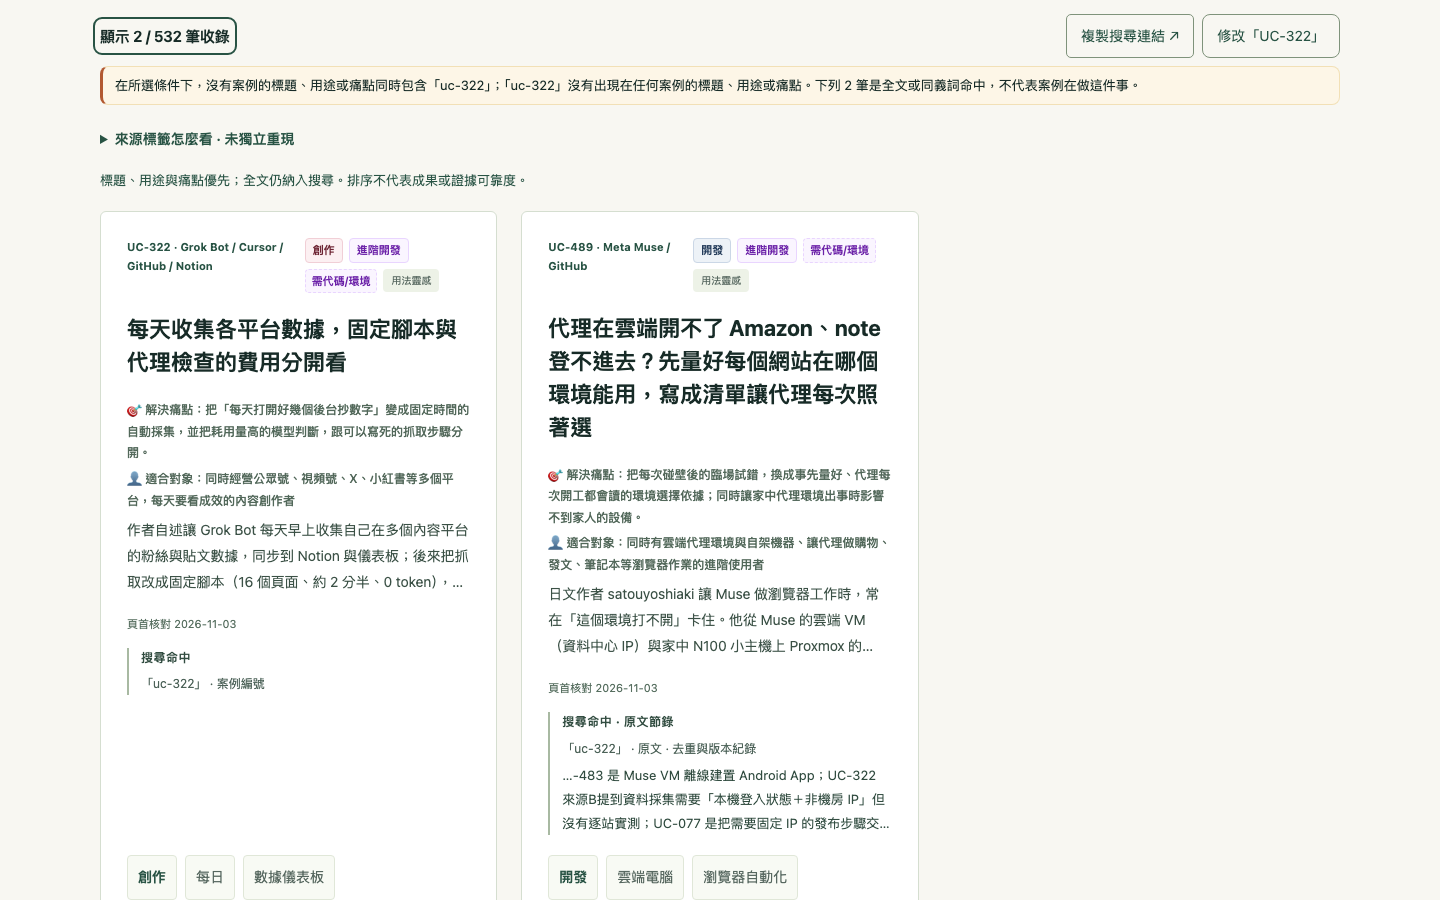 顯示 2 / 532 筆收錄
複製搜尋連結 ↗
修改「UC-322」
在所選條件下，沒有案例的標題、用途或痛點同時包含「uc-322」；「uc-322」沒有出現在任何案例的標題、用途或痛點。下列 2 筆是全文或同義詞命中，不代表案例在做這件事。
▶ 來源標籤怎麼看 · 未獨立重現
標題、用途與痛點優先；全文仍納入搜尋。排序不代表成果或證據可靠度。
UC-322 · Grok Bot / Cursor /
GitHub / Notion
創作
進階開發
需代碼/環境
用法靈感
每天收集各平台數據，固定腳本與
代理檢查的費用分開看
🎯 解決痛點：把「每天打開好幾個後台抄數字」變成固定時間的
自動採集，並把耗用量高的模型判斷，跟可以寫死的抓取步驟分
開。
👤 適合對象：同時經營公眾號、視頻號、X、小紅書等多個平
台，每天要看成效的內容創作者
作者自述讓 Grok Bot 每天早上收集自己在多個內容平台
的粉絲與貼文數據，同步到 Notion 與儀表板；後來把抓
取改成固定腳本（16 個頁面、約 2 分半、0 token），...
頁首核對 2026-11-03
搜尋命中
「uc-322」 · 案例編號
創作
每日
數據儀表板
UC-489 · Meta Muse /
GitHub
開發
進階開發
需代碼/環境
用法靈感
代理在雲端開不了 Amazon、note
登不進去？先量好每個網站在哪個
環境能用，寫成清單讓代理每次照
著選
🎯 解決痛點：把每次碰壁後的臨場試錯，換成事先量好、代理每
次開工都會讀的環境選擇依據；同時讓家中代理環境出事時影響
不到家人的設備。
👤 適合對象：同時有雲端代理環境與自架機器、讓代理做購物、
發文、筆記本等瀏覽器作業的進階使用者
日文作者 satouyoshiaki 讓 Muse 做瀏覽器工作時，常
在「這個環境打不開」卡住。他從 Muse 的雲端 VM
（資料中心 IP）與家中 N100 小主機上 Proxmox 的...
頁首核對 2026-11-03
搜尋命中 · 原文節錄
「uc-322」 · 原文 · 去重與版本紀錄
...-483 是 Muse VM 離線建置 Android App；UC-322
來源B提到資料採集需要「本機登入狀態＋非機房 IP」但
沒有逐站實測；UC-077 是把需要固定 IP 的發布步驟交...
開發
雲端電腦
瀏覽器自動化